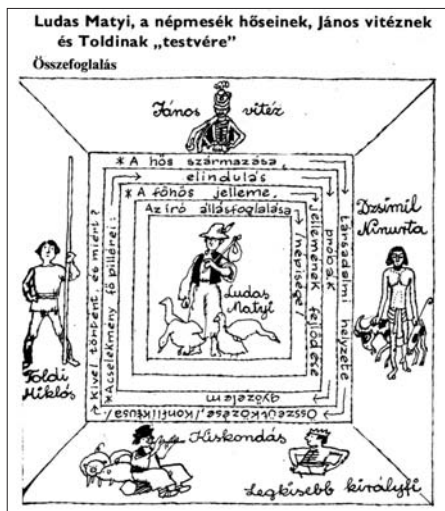 Ludas Matyi, a népmesék hőseinek, János vitéznek
és Toldinak „testvére”
Összefoglalás
János vitéz
* A hős származása,
társadalmi helyzete
Összeütközése, /konfliktusa/
Kivel történt és miért?
elindulás
próbák
győzelem
* A cselekmény fő pillérei:
* A főhős jelleme,
jellemének fejlődése
Az író állásfoglalása
/népisége/
Ludas
Matyi
Toldi
Miklós
Dzsimil
Ninurta
Kiskondás
Legkisebb királyfi